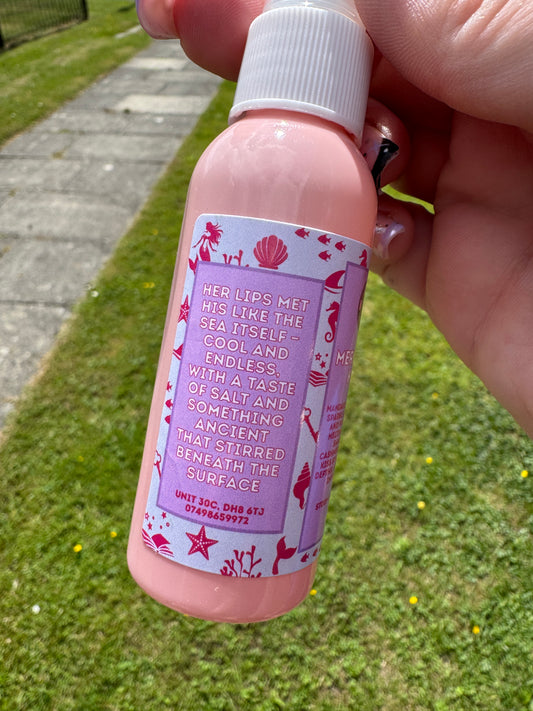 HER LIPS MET
HIS LIKE THE
SEA ITSELF –
COOL AND
ENDLESS,
WITH A TASTE
OF SALT AND
SOMETHING
ANCIENT
THAT STIRRED
BENEATH THE
SURFACE
UNIT 30C, DH8 6TJ
07498659972